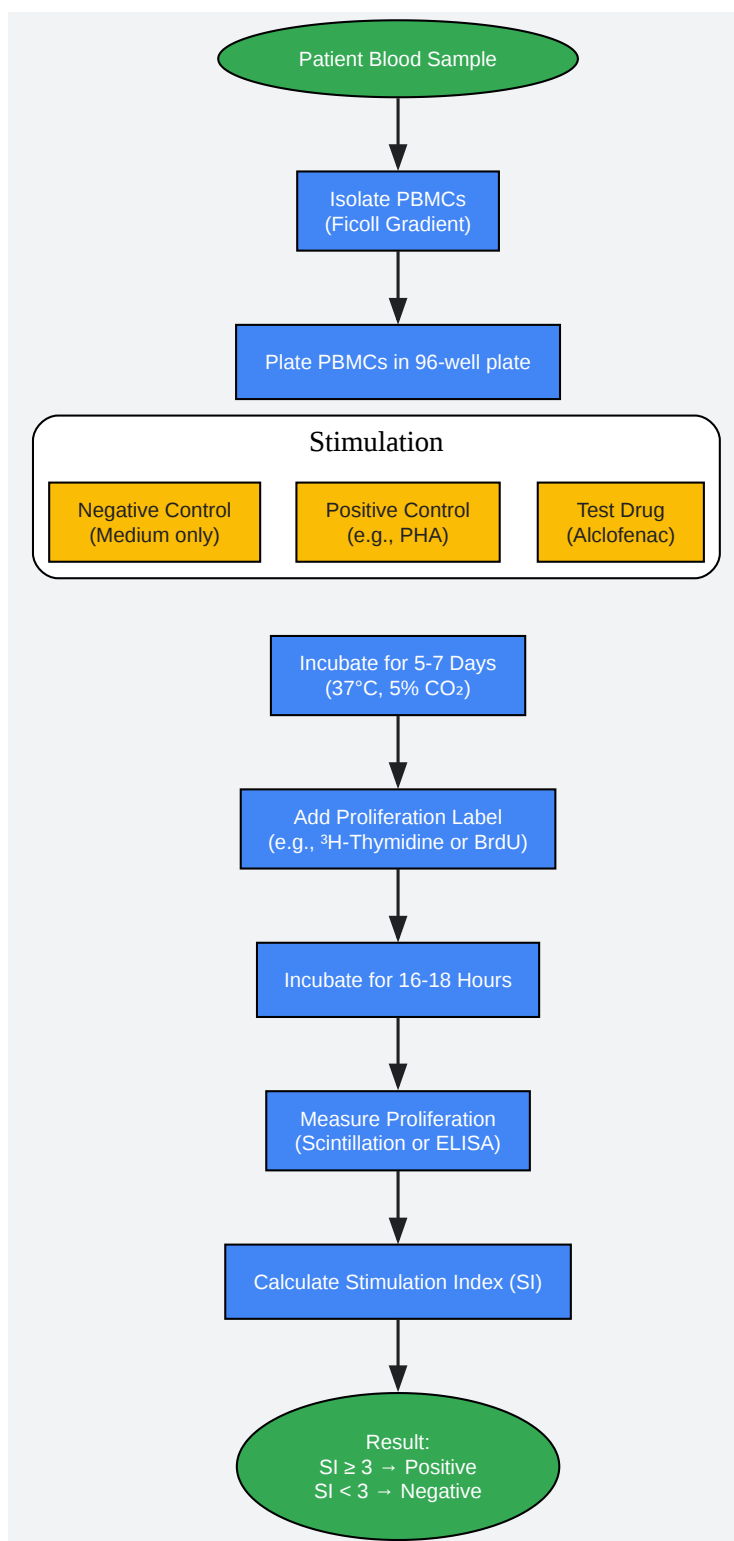 Patient Blood Sample
Isolate PBMCs
(Ficoll Gradient)
Plate PBMCs in 96-well plate
Stimulation
Negative Control
(Medium only)
Positive Control
(e.g., PHA)
Test Drug
(Alclofenac)
Incubate for 5-7 Days
(37°C, 5% CO₂)
Add Proliferation Label
(e.g., ³H-Thymidine or BrdU)
Incubate for 16-18 Hours
Measure Proliferation
(Scintillation or ELISA)
Calculate Stimulation Index (SI)
Result:
SI ≥ 3 → Positive
SI < 3 → Negative